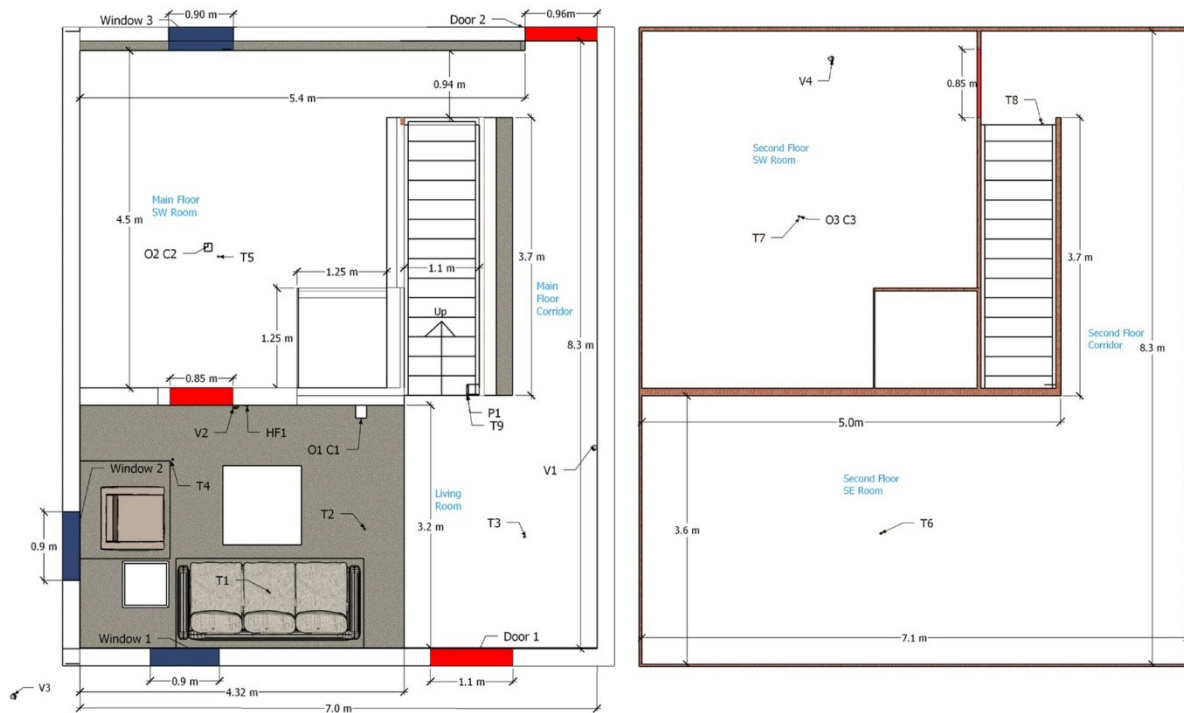 Window 3
0.90 m
Door 2
0.96m
5.4 m
0.94 m
4.5 m
Main Floor
SW Room
O2 C2
T5
1.25 m
1.1 m
3.7 m
Main
Floor
Corridor
Up
1.25 m
8.3 m
0.85 m
V2
HF1
O1 C1
P1
T9
V1
Window 2
T4
Living
Room
T2
T3
3.2 m
0.9 m
T1
Window 1
Door 1
0.9 m
1.1 m
V3
4.32 m
7.0 m
V4
0.85 m
T8
Second Floor
SW Room
O3 C3
T7
3.7 m
Second Floor
Corridor
8.3 m
5.0m
Second Floor
SE Room
3.6 m
T6
7.1 m